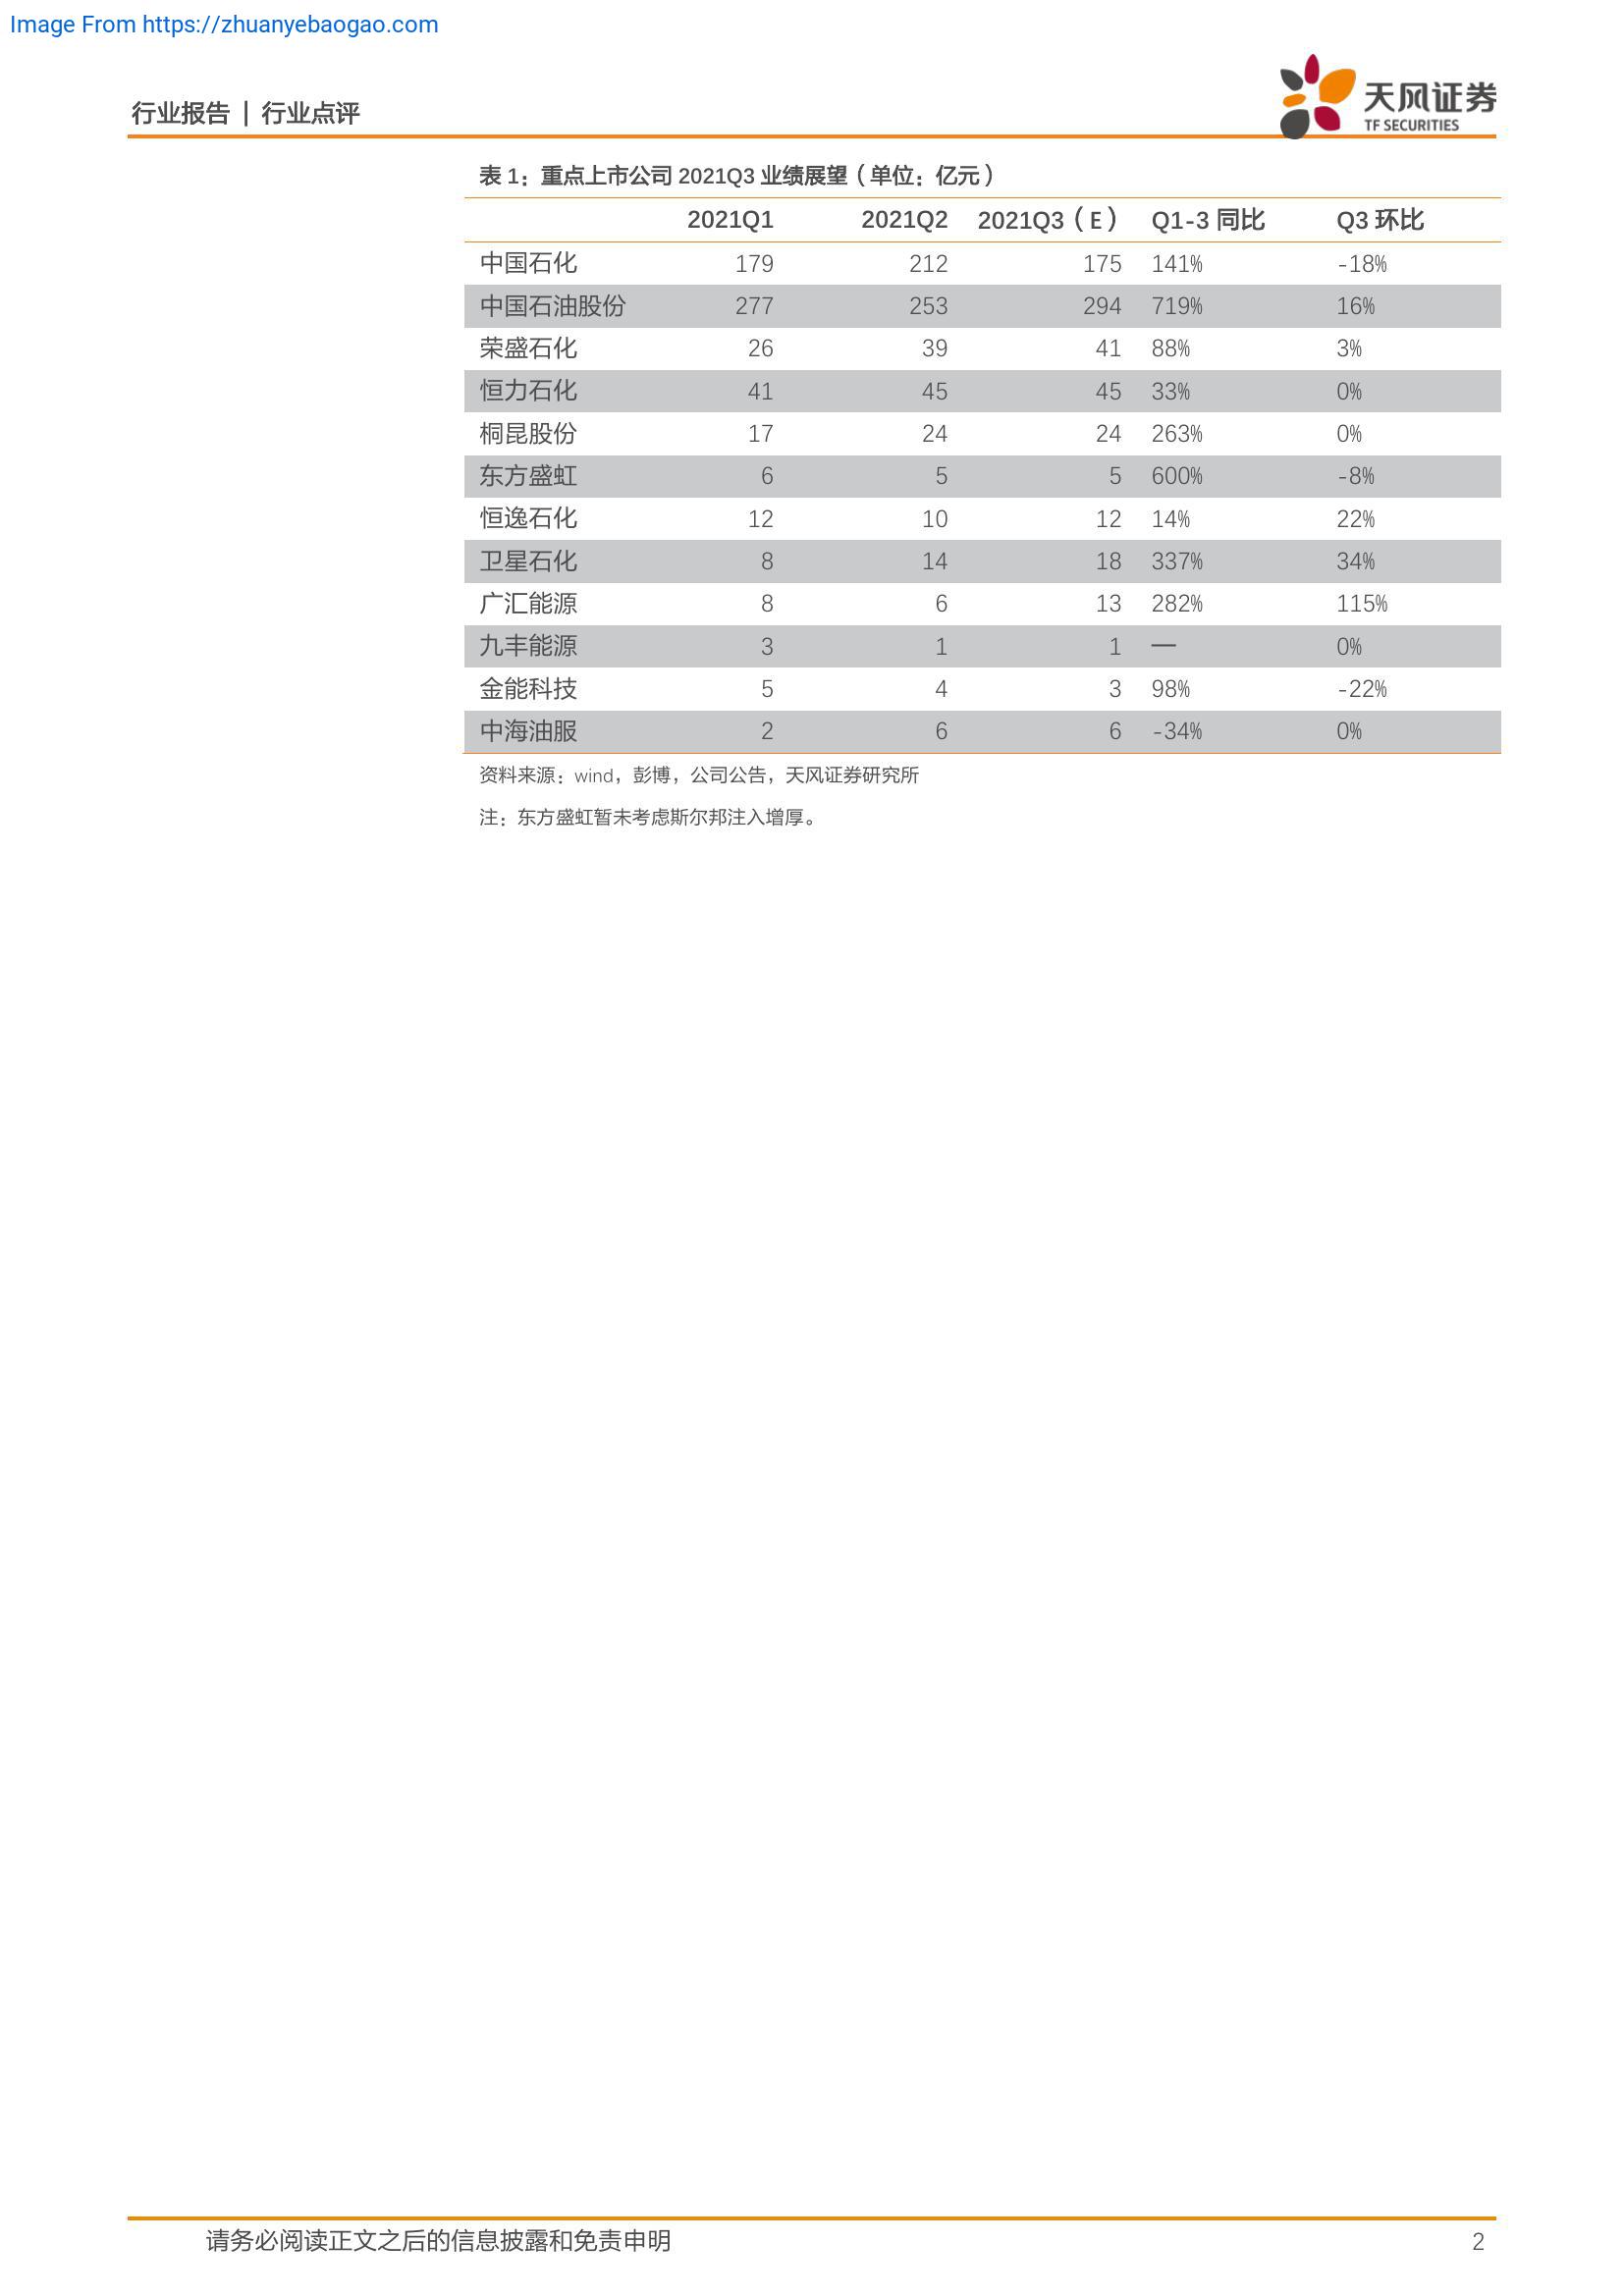 Image From https://zhuanyebaogao.com
行业报告 | 行业点评
天风证券
TF SECURITIES
表 1：重点上市公司 2021Q3 业绩展望（单位：亿元）
2021Q1 2021Q2 2021Q3（E） Q1-3 同比 Q3 环比
中国石化 179 212 175 141% -18%
中国石油股份 277 253 294 719% 16%
荣盛石化 26 39 41 88% 3%
恒力石化 41 45 45 33% 0%
桐昆股份 17 24 24 263% 0%
东方盛虹 6 5 5 600% -8%
恒逸石化 12 10 12 14% 22%
卫星石化 8 14 18 337% 34%
广汇能源 8 6 13 282% 115%
九丰能源 3 1 1 — 0%
金能科技 5 4 3 98% -22%
中海油服 2 6 6 -34% 0%
资料来源：wind，彭博，公司公告，天风证券研究所
注：东方盛虹暂未考虑斯尔邦注入增厚。
请务必阅读正文之后的信息披露和免责申明 2